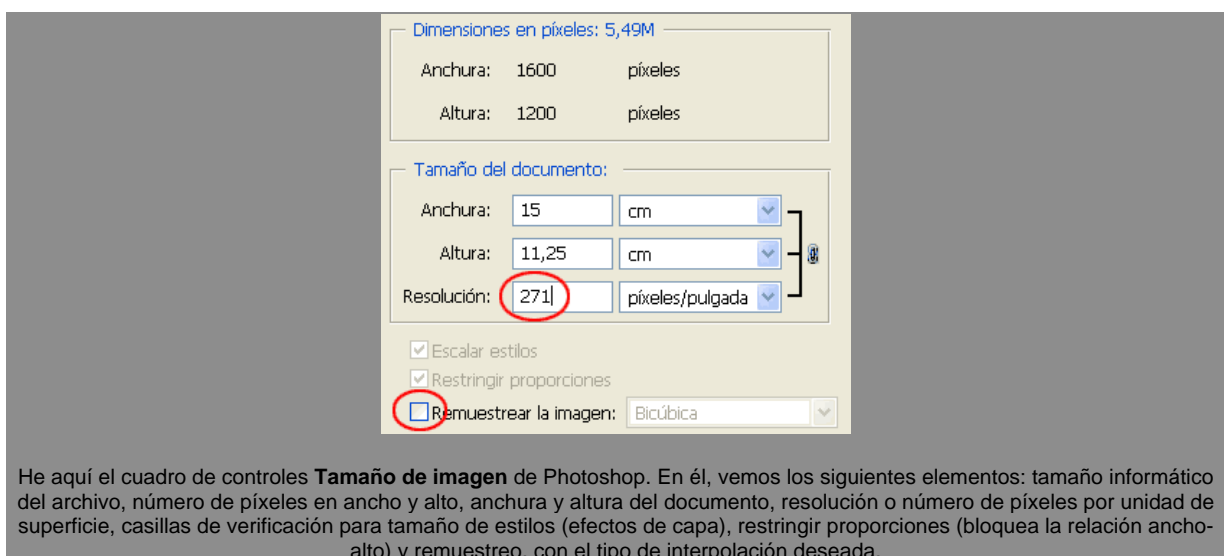 Dimensiones en píxeles: 5,49M
Anchura: 1600 píxeles
Altura: 1200 píxeles
Tamaño del documento:
Anchura: 15 cm
Altura: 11,25 cm
Resolución: 271 píxeles/pulgada
Escalar estilos
Restringir proporciones
Remuestrear la imagen: Bicúbica
He aquí el cuadro de controles Tamaño de imagen de Photoshop. En él, vemos los siguientes elementos: tamaño informático
del archivo, número de píxeles en ancho y alto, anchura y altura del documento, resolución o número de píxeles por unidad de
superficie, casillas de verificación para tamaño de estilos (efectos de capa), restringir proporciones (bloquea la relación ancho-
alto) y remuestreo, con el tipo de interpolación deseada.